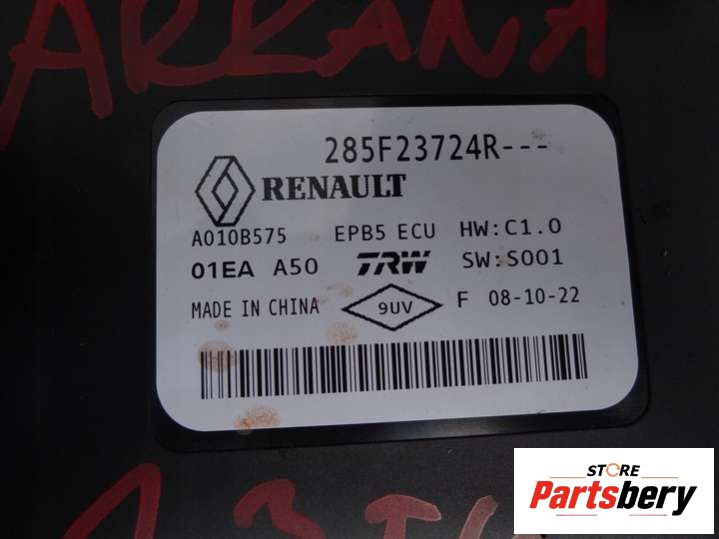 ARKANA
285F23724R---
RENAULT
A010B575 EPB5 ECU HW:C1.0
01EA A50 TRW SW:S001
MADE IN CHINA 9UV F 08-10-22
STORE
Partsbery